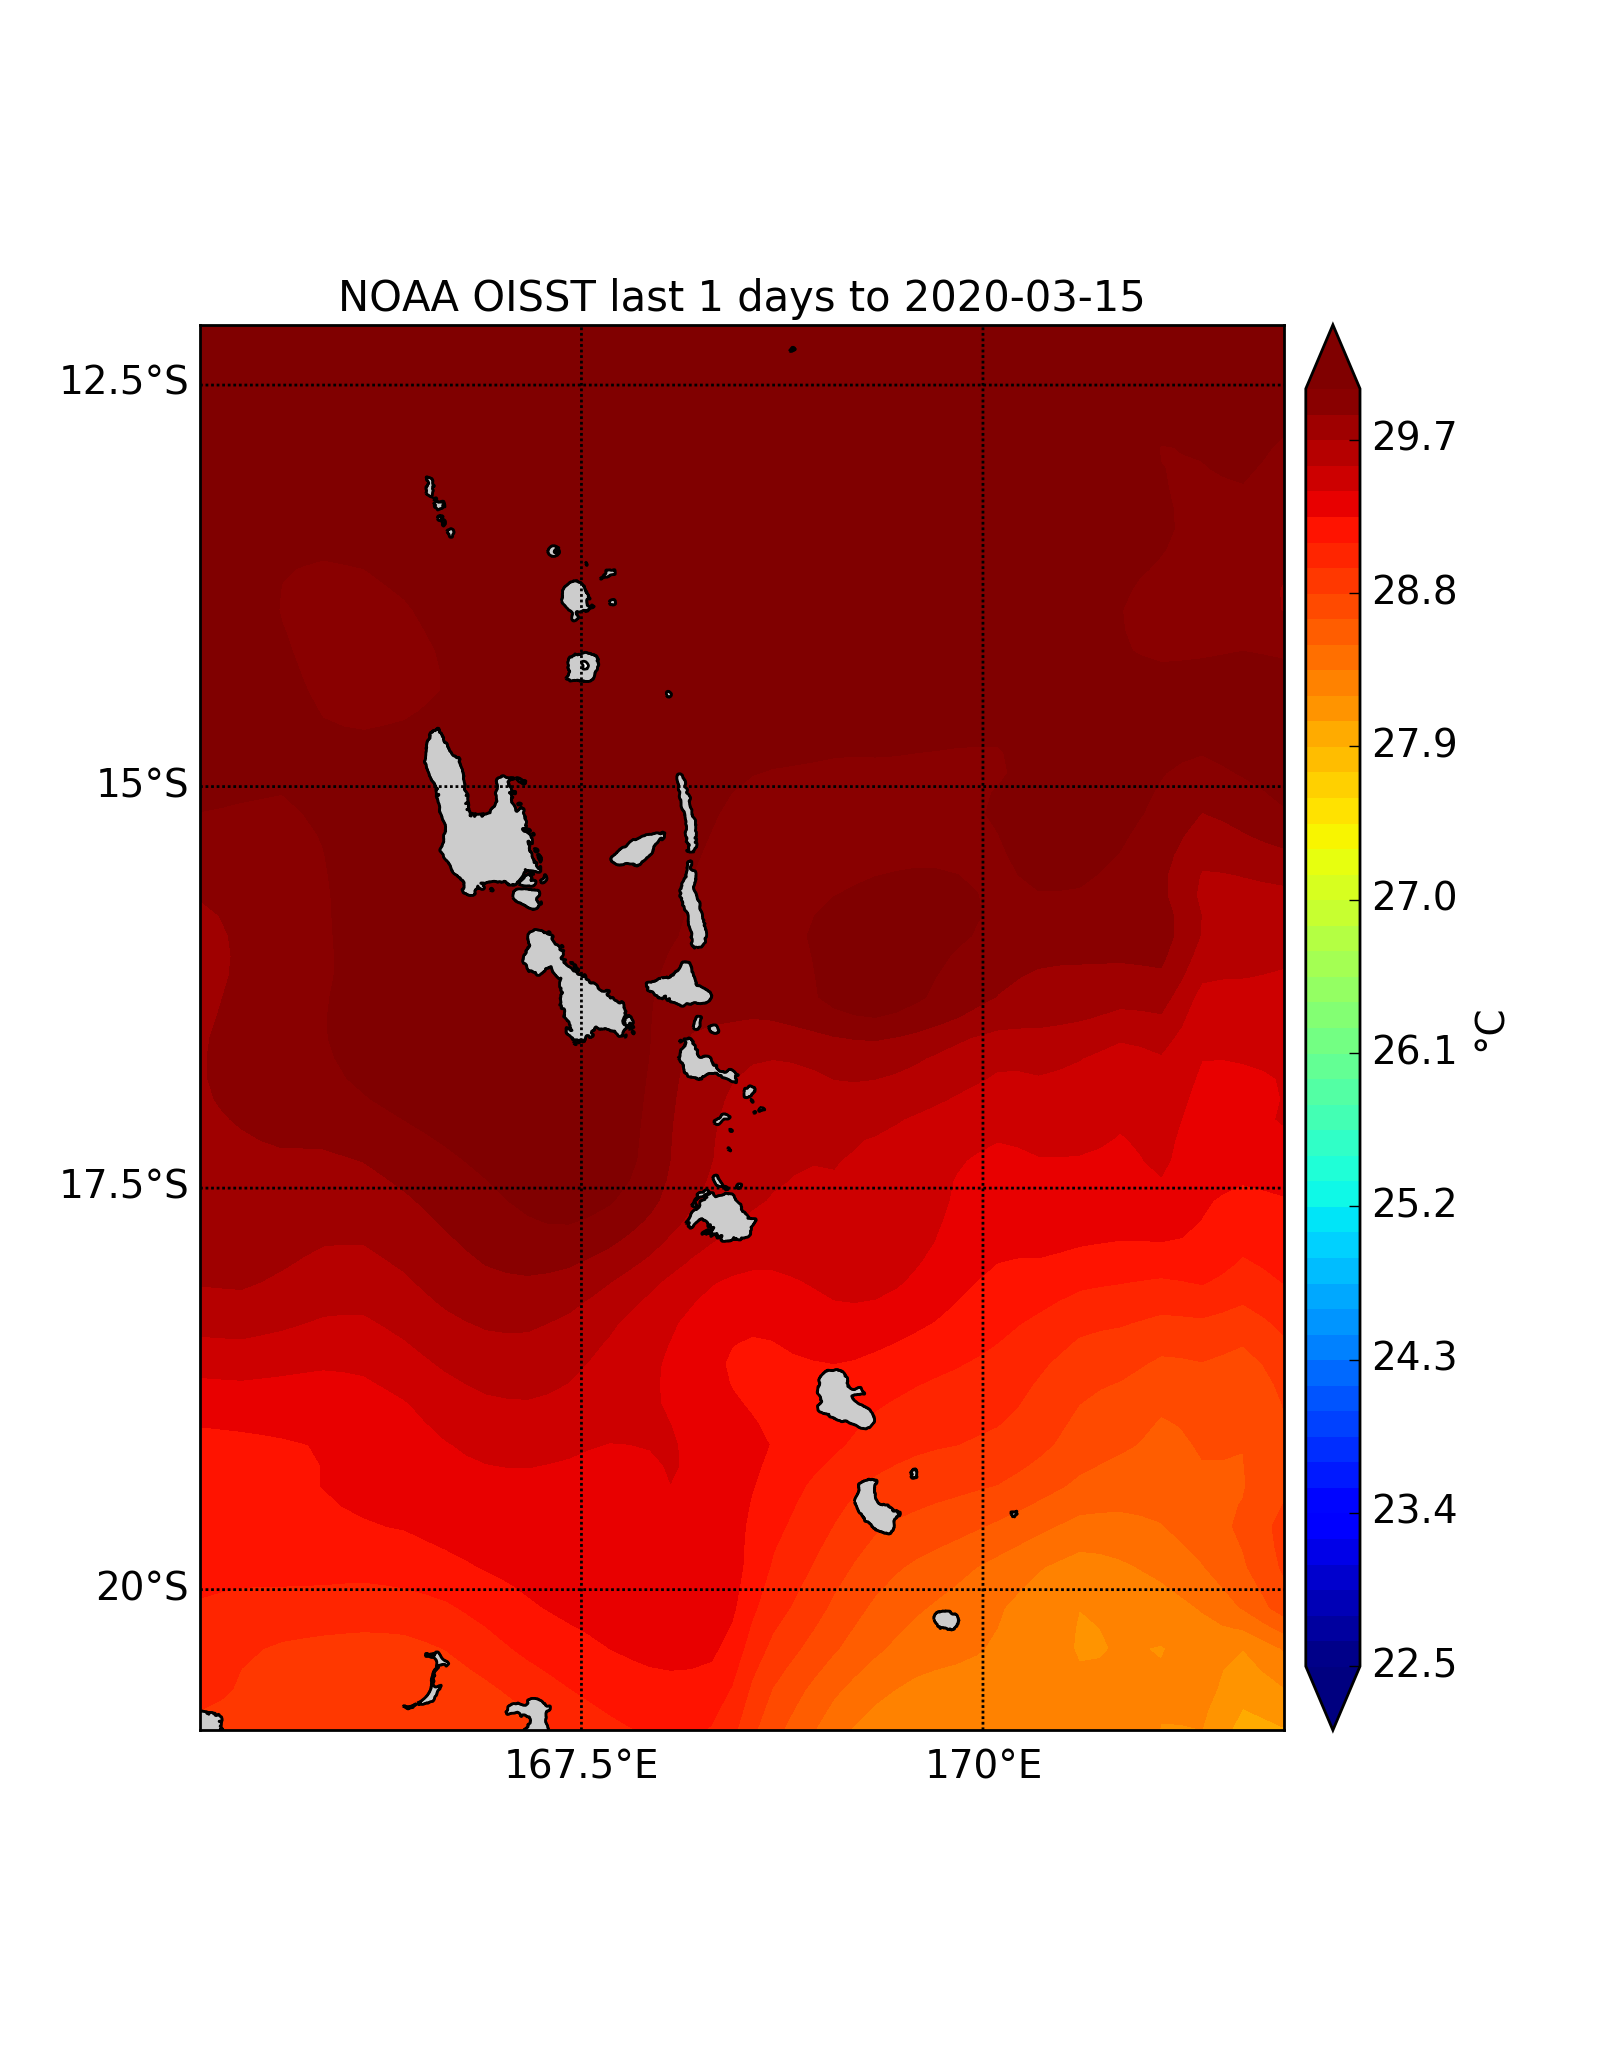 NOAA OISST last 1 days to 2020-03-15
12.5°S
15°S
17.5°S
20°S
167.5°E
170°E
29.7
28.8
27.9
27.0
26.1
25.2
24.3
23.4
22.5
°C